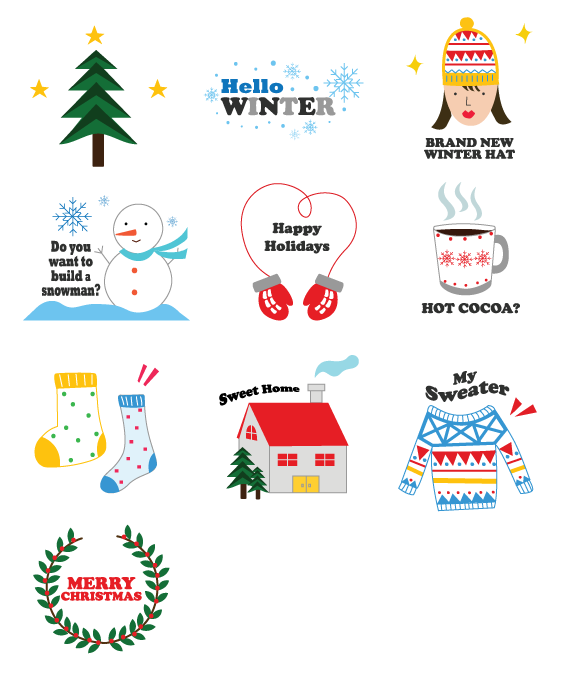 Hello
WINTER
BRAND NEW
WINTER HAT
Do you
want to
build a
snowman?
Happy
Holidays
HOT COCOA?
Sweet Home
My
Sweater
MERRY
CHRISTMAS